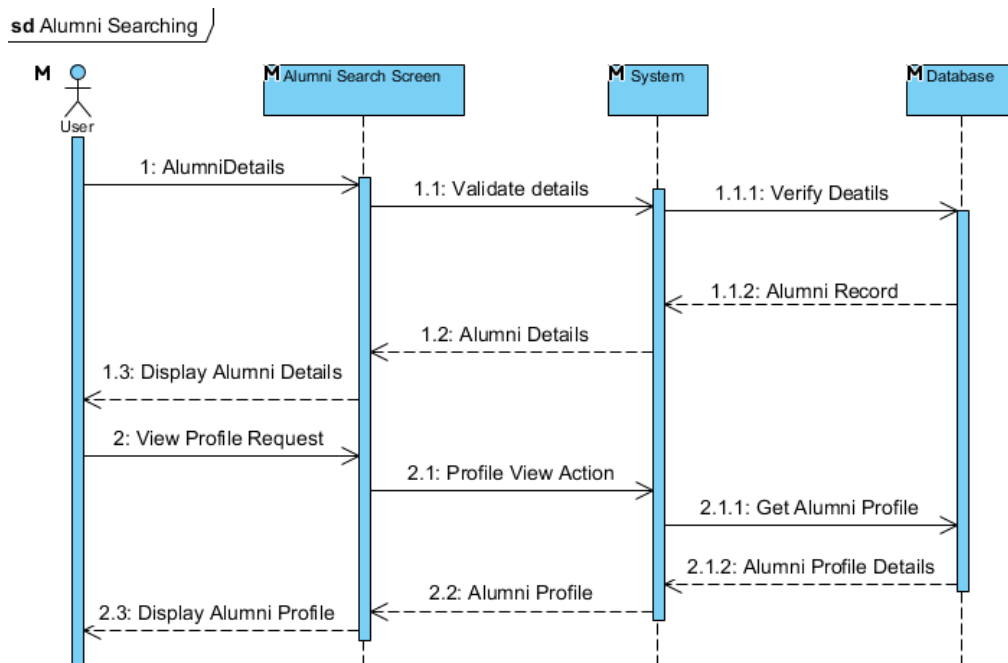 sd Alumni Searching
M
User
M Alumni Search Screen
M System
M Database
1: AlumniDetails
1.1: Validate details
1.1.1: Verify Deatils
1.1.2: Alumni Record
1.2: Alumni Details
1.3: Display Alumni Details
2: View Profile Request
2.1: Profile View Action
2.1.1: Get Alumni Profile
2.1.2: Alumni Profile Details
2.2: Alumni Profile
2.3: Display Alumni Profile